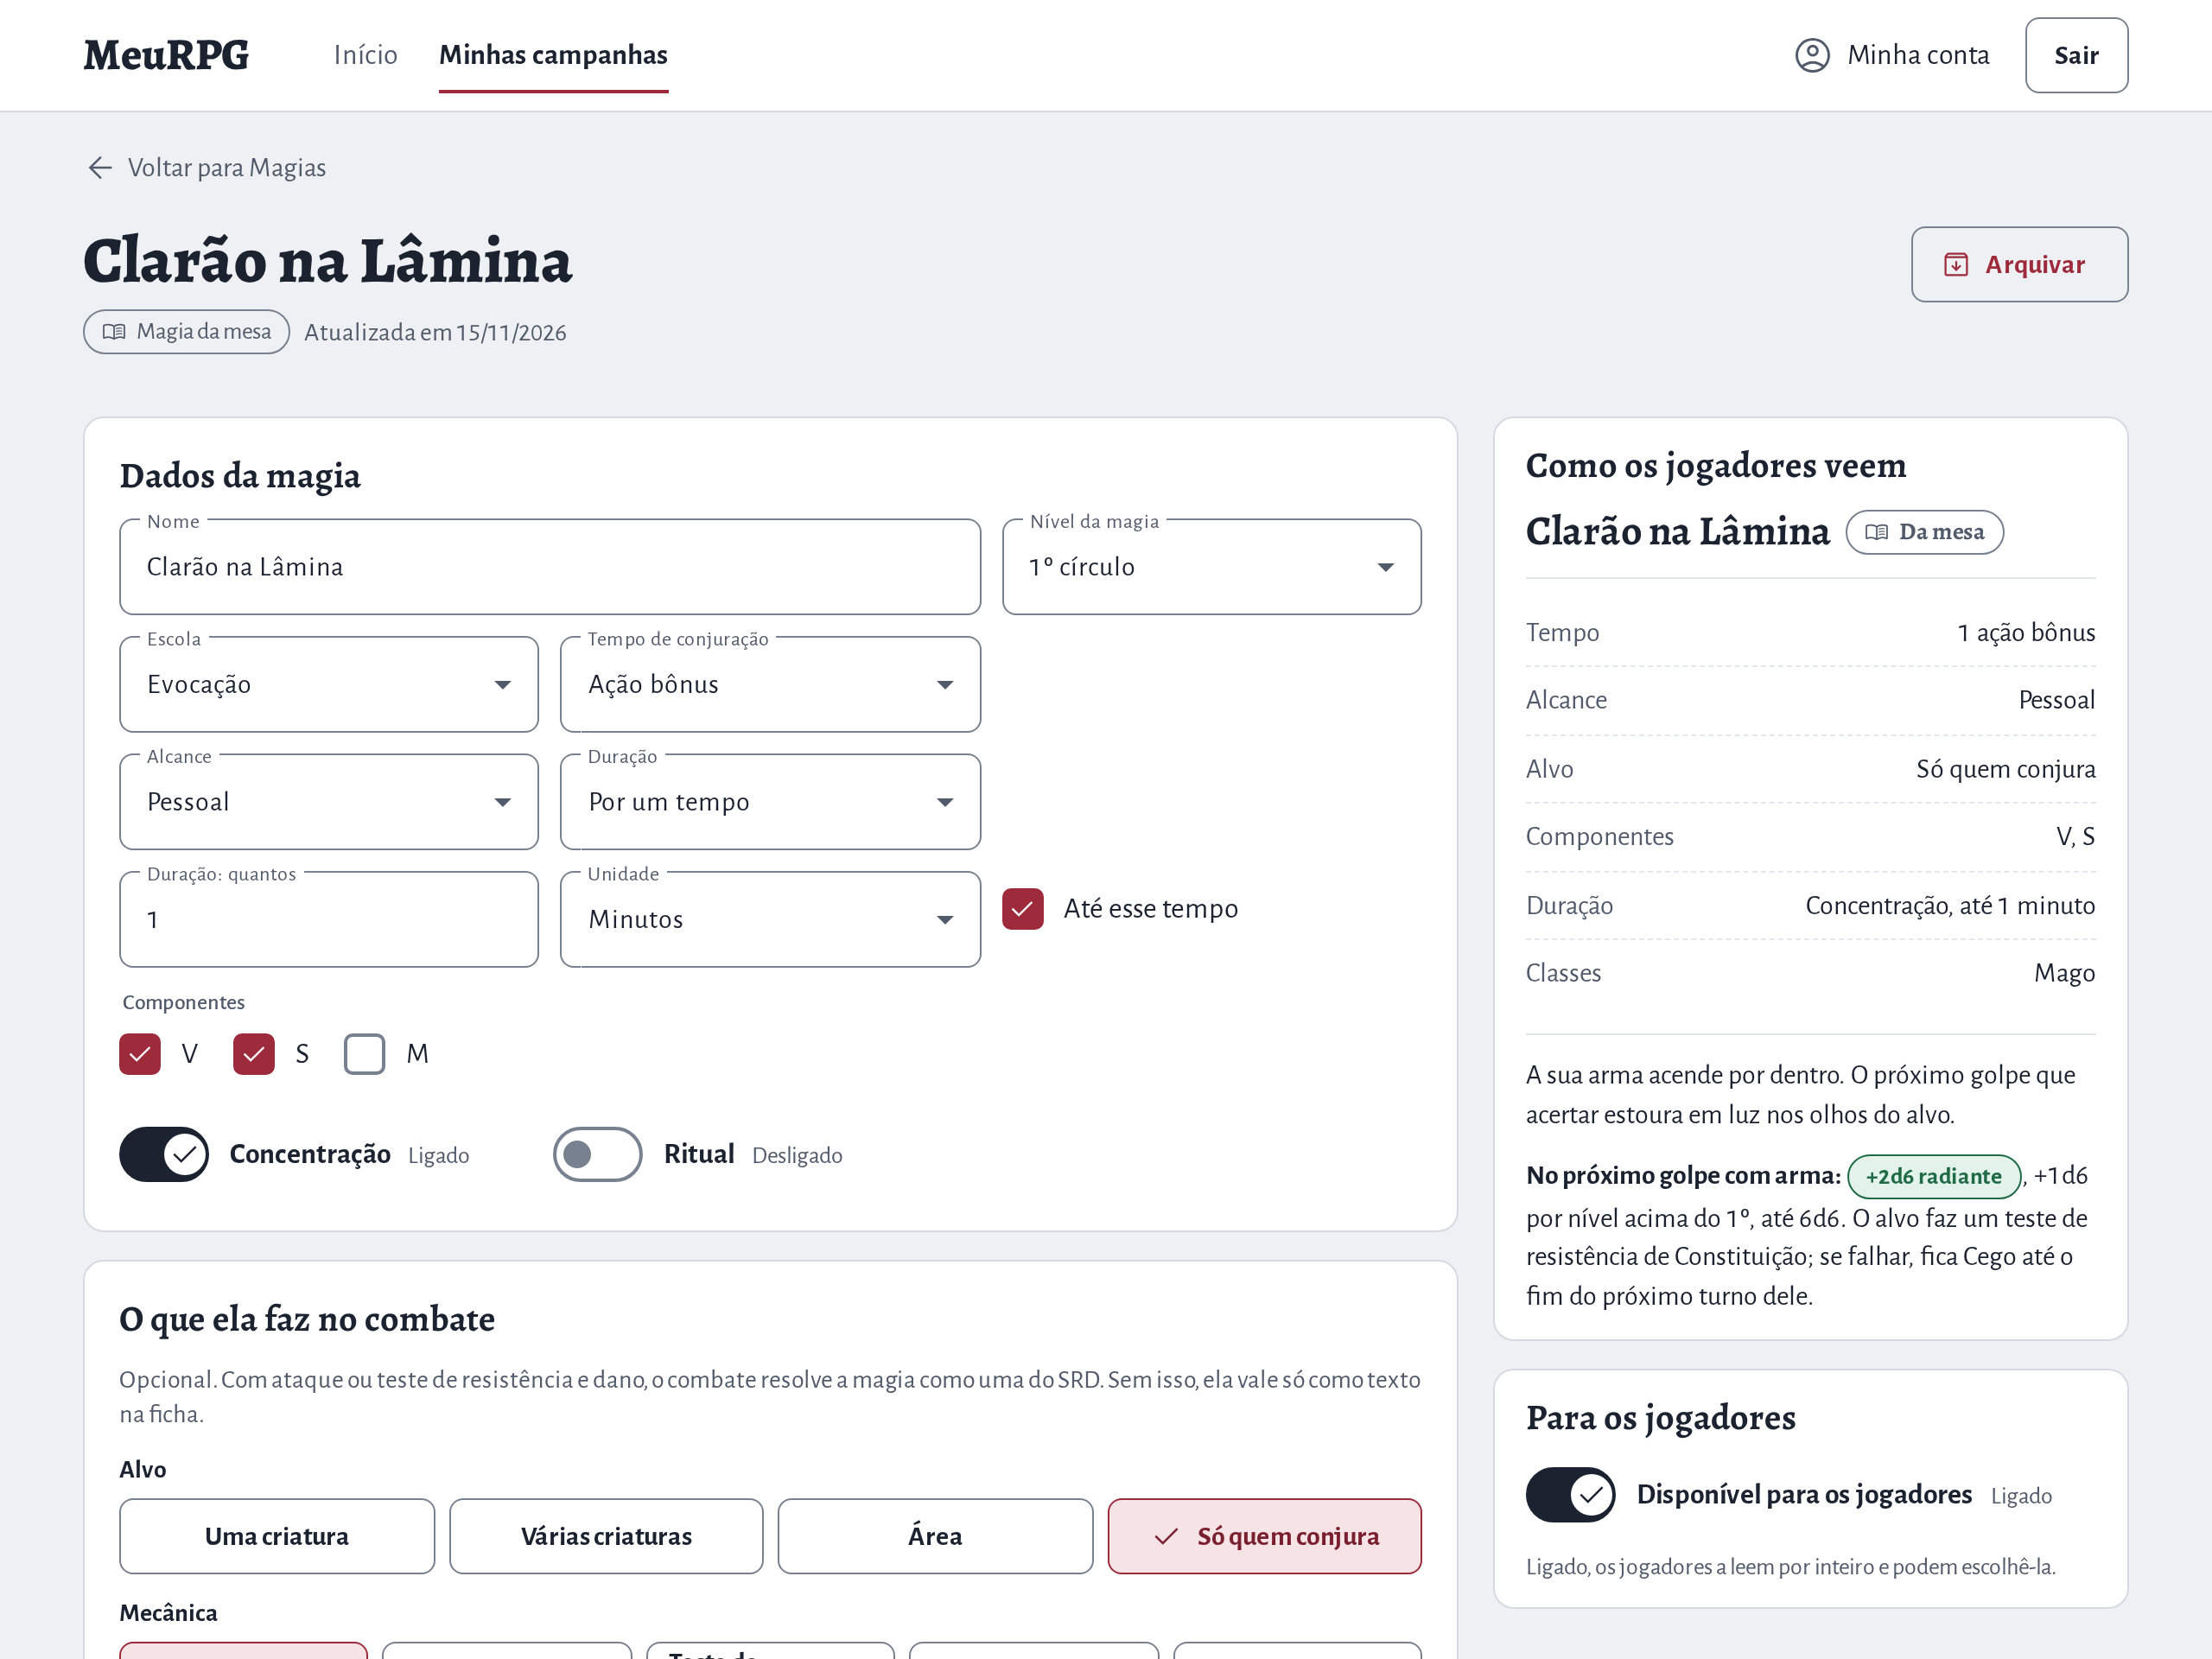 MeuRPG
Início
Minhas campanhas
Minha conta
Sair
Voltar para Magias
Clarão na Lâmina
Arquivar
Magia da mesa
Atualizada em 15/11/2026
Dados da magia
Nome
Clarão na Lâmina
Nível da magia
1º círculo
Escola
Evocação
Tempo de conjuração
Ação bônus
Alcance
Pessoal
Duração
Por um tempo
Duração: quantos
1
Unidade
Minutos
Até esse tempo
Componentes
V
S
M
Concentração
Ligado
Ritual
Desligado
O que ela faz no combate
Opcional. Com ataque ou teste de resistência e dano, o combate resolve a magia como uma do SRD. Sem isso, ela vale só como texto
na ficha.
Alvo
Uma criatura
Várias criaturas
Área
Só quem conjura
Mecânica
Como os jogadores veem
Clarão na Lâmina
Da mesa
Tempo
1 ação bônus
Alcance
Pessoal
Alvo
Só quem conjura
Componentes
V, S
Duração
Concentração, até 1 minuto
Classes
Mago
A sua arma acende por dentro. O próximo golpe que
acertar estoura em luz nos olhos do alvo.
No próximo golpe com arma: +2d6 radiante, +1d6
por nível acima do 1º, até 6d6. O alvo faz um teste de
resistência de Constituição; se falhar, fica Cego até o
fim do próximo turno dele.
Para os jogadores
Disponível para os jogadores
Ligado
Ligado, os jogadores a leem por inteiro e podem escolhê-la.